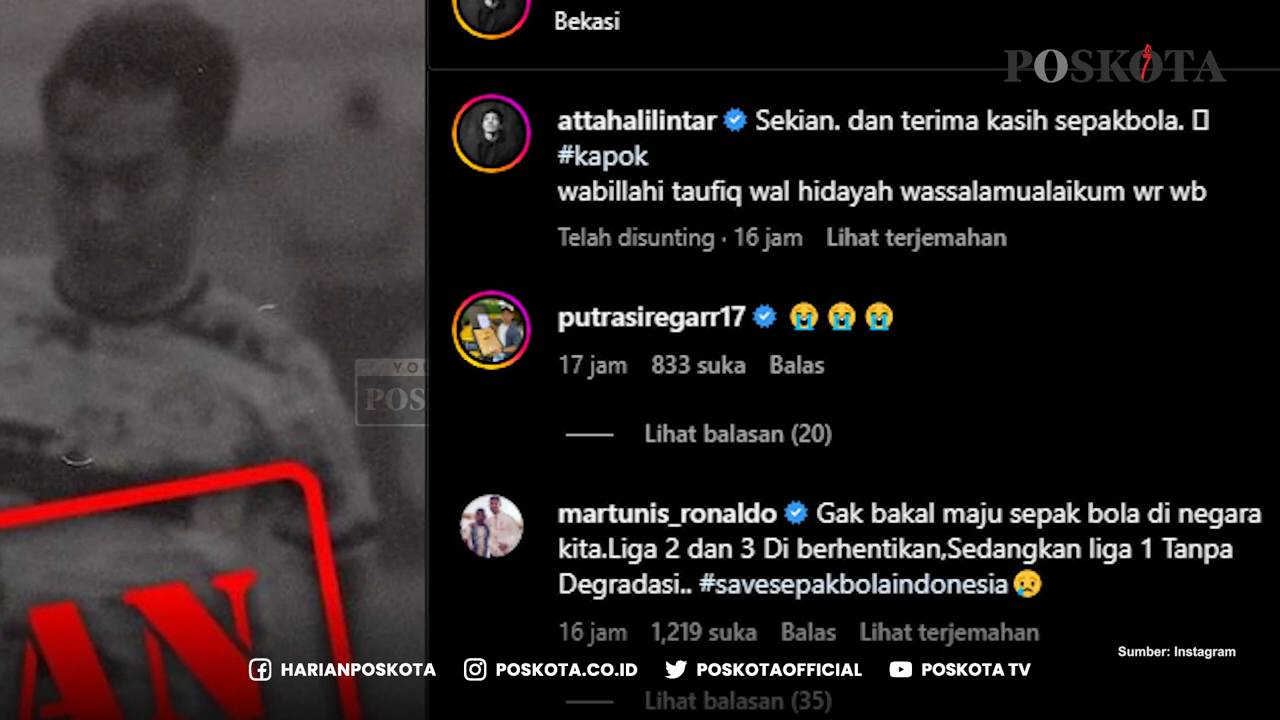 Bekasi
POSKOTA
attahalilintar Sekian. dan terima kasih sepakbola.
#kapok
wabillahi taufiq wal hidayah wassalamualaikum wr wb
Telah disunting · 16 jam Lihat terjemahan
putrasiregarr17 😭😭😭
17 jam 833 suka Balas
YOU
POS
Lihat balasan (20)
martunis_ronaldo Gak bakal maju sepak bola di negara
kita.Liga 2 dan 3 Di berhentikan,Sedangkan liga 1 Tanpa
Degradasi.. #savesepakbolaindonesia😢
16 jam 1,219 suka Balas Lihat terjemahan
AN
Sumber: Instagram
HARIANPOSKOTA POSKOTA.CO.ID POSKOTAOFFICIAL POSKOTA TV
Lihat balasan (35)